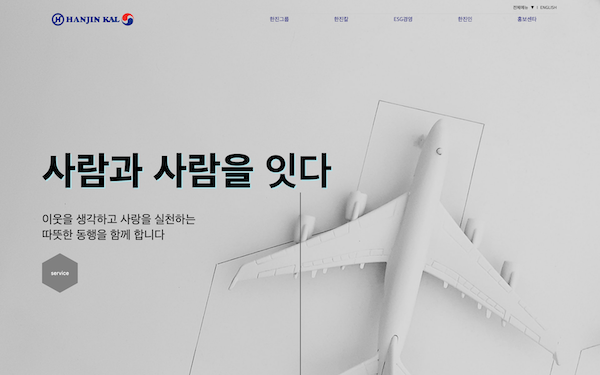 전체메뉴 ▼ | ENGLISH
H HANJIN KAL
한진그룹 한진칼 ESG경영 한진인 홍보센터
사람과 사람을 잇다
이웃을 생각하고 사랑을 실천하는
따뜻한 동행을 함께 합니다
service